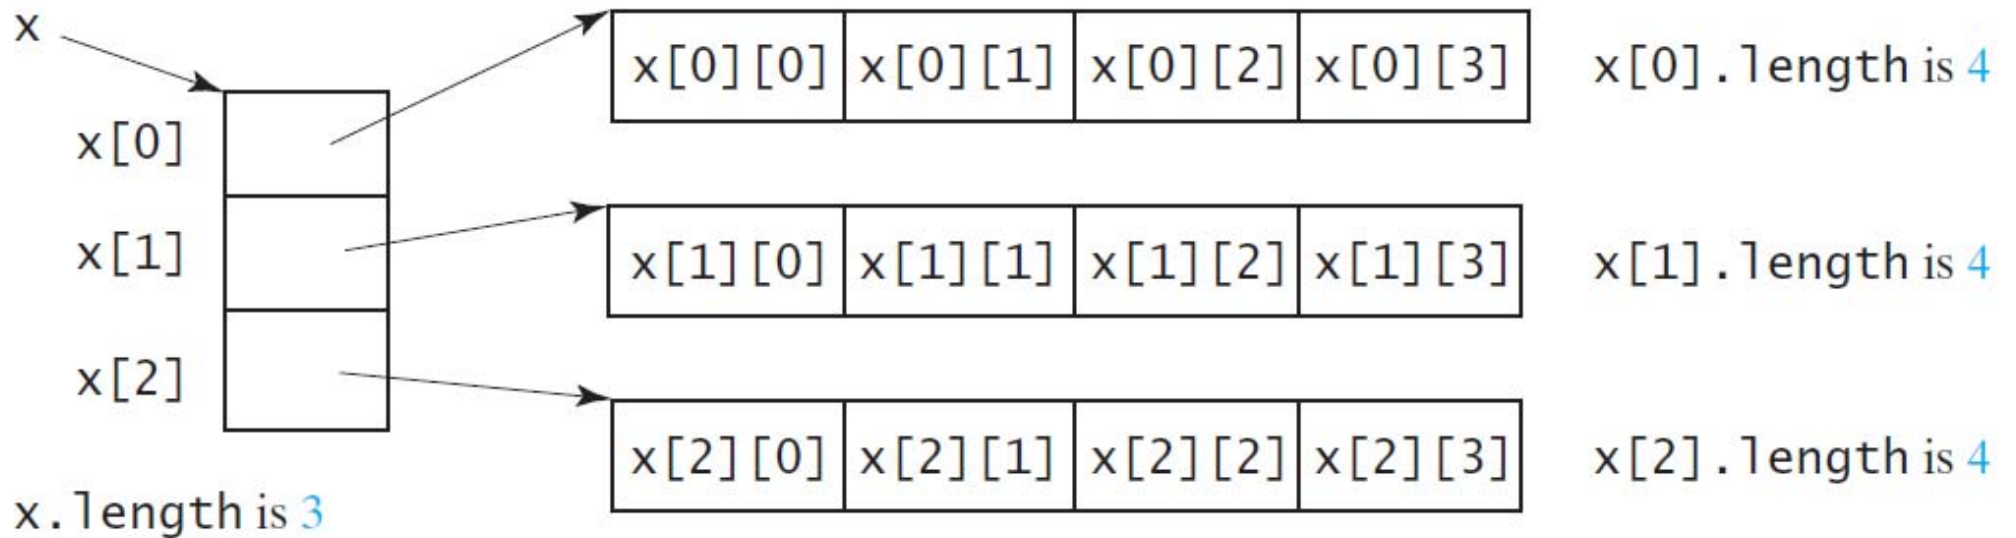 x
x[0][0] x[0][1] x[0][2] x[0][3] x[0].length is 4
x[0]
x[1]
x[1][0] x[1][1] x[1][2] x[1][3] x[1].length is 4
x[2]
x[2][0] x[2][1] x[2][2] x[2][3] x[2].length is 4
x.length is 3